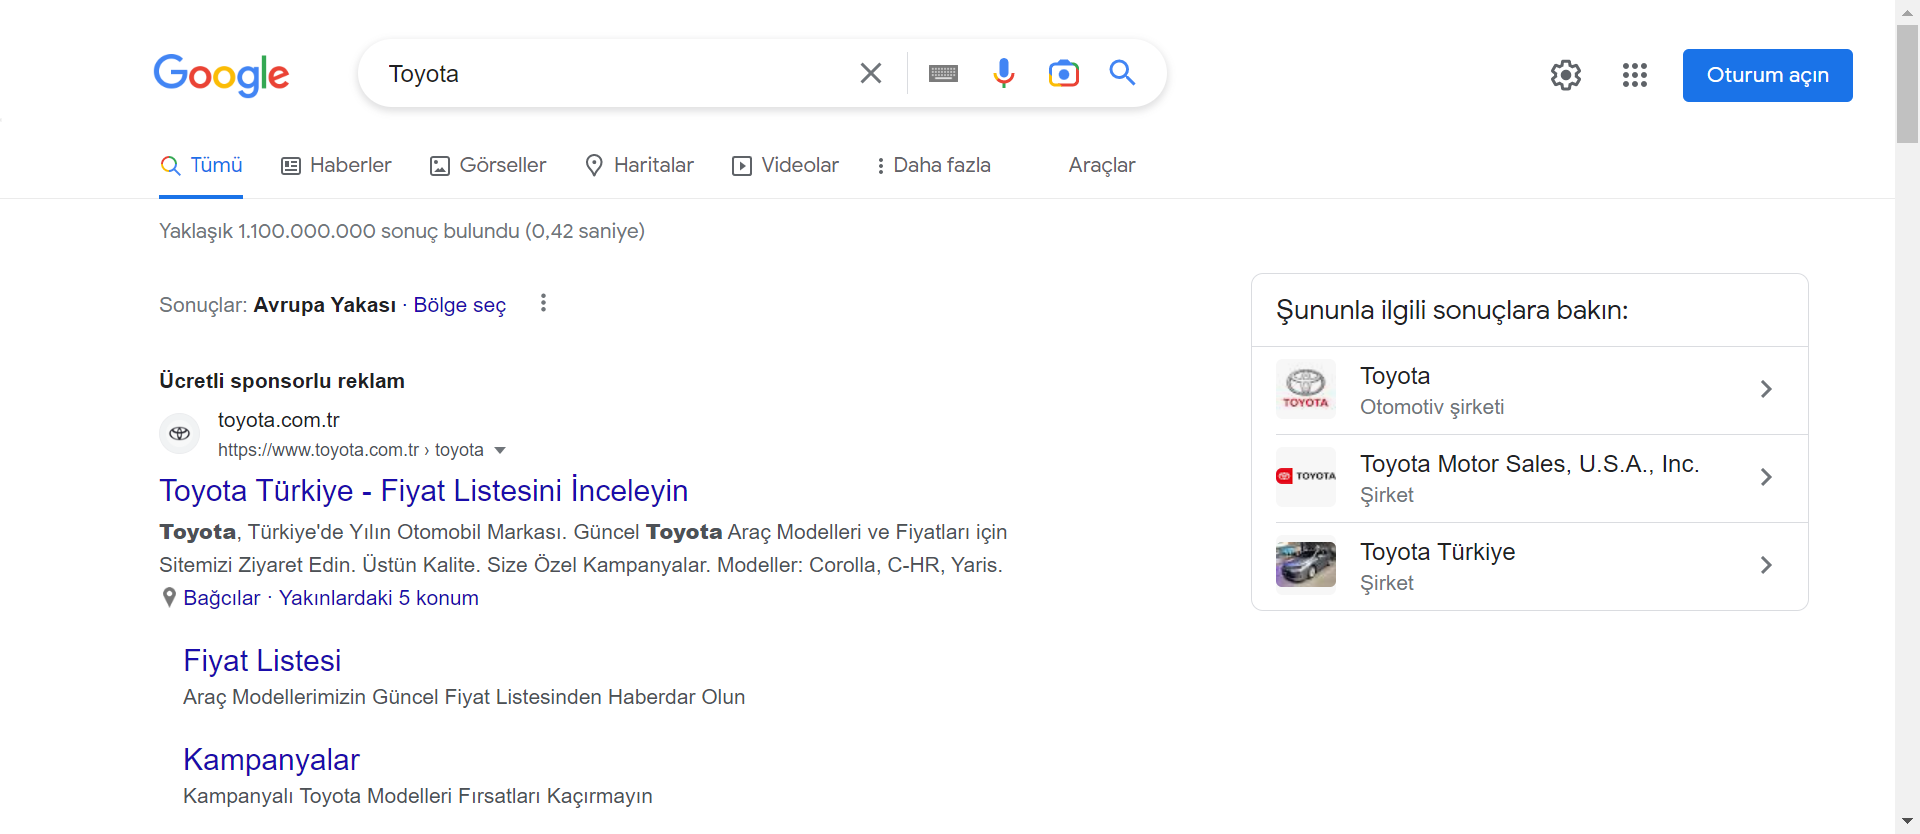 Google
Toyota
Oturum açın
Tümü
Haberler
Görseller
Haritalar
Videolar
Daha fazla
Araçlar
Yaklaşık 1.100.000.000 sonuç bulundu (0,42 saniye)
Sonuçlar: Avrupa Yakası · Bölge seç
Ücretli sponsorlu reklam
toyota.com.tr
https://www.toyota.com.tr › toyota
Toyota Türkiye - Fiyat Listesini İnceleyin
Toyota, Türkiye'de Yılın Otomobil Markası. Güncel Toyota Araç Modelleri ve Fiyatları için
Sitemizi Ziyaret Edin. Üstün Kalite. Size Özel Kampanyalar. Modeller: Corolla, C-HR, Yaris.
Bağcılar · Yakınlardaki 5 konum
Fiyat Listesi
Araç Modellerimizin Güncel Fiyat Listesinden Haberdar Olun
Kampanyalar
Kampanyalı Toyota Modelleri Fırsatları Kaçırmayın
Şununla ilgili sonuçlara bakın:
TOYOTA
Toyota
Otomotiv şirketi
TOYOTA
Toyota Motor Sales, U.S.A., Inc.
Şirket
Toyota Türkiye
Şirket